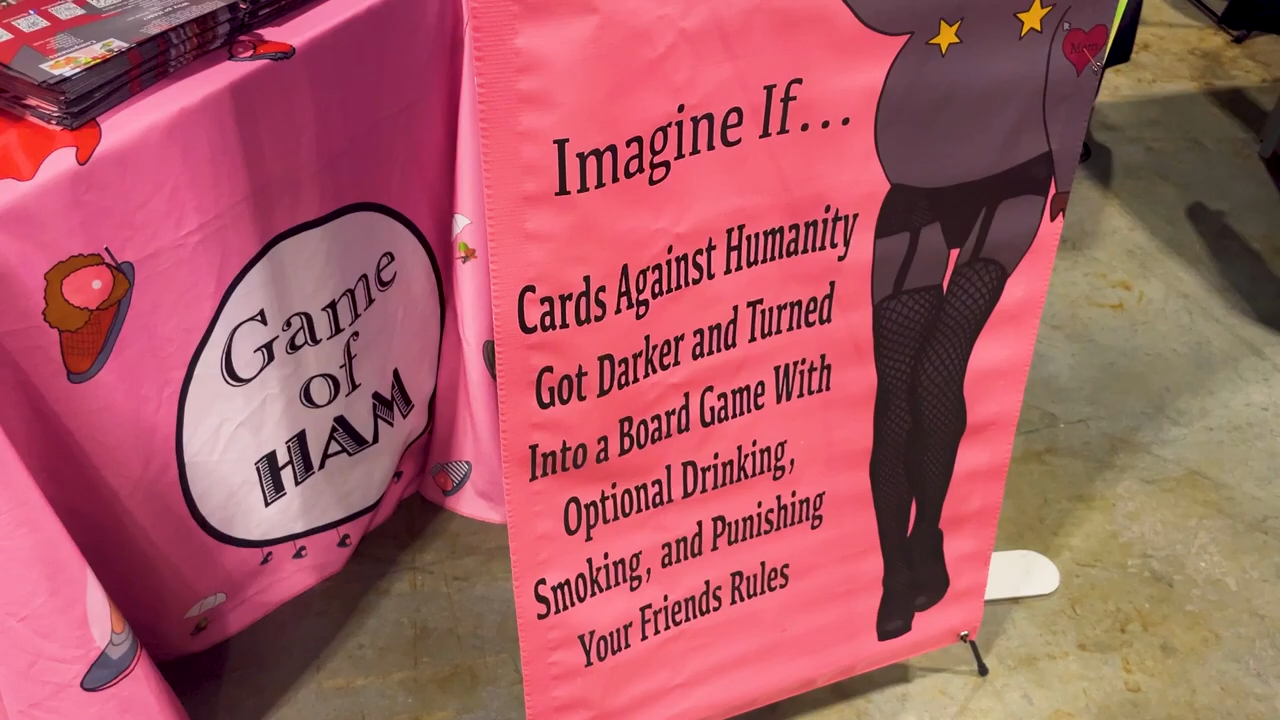 Game
of
HAM
Imagine If...
Cards Against Humanity
Got Darker and Turned
Into a Board Game With
Optional Drinking,
Smoking, and Punishing
Your Friends Rules
Mom